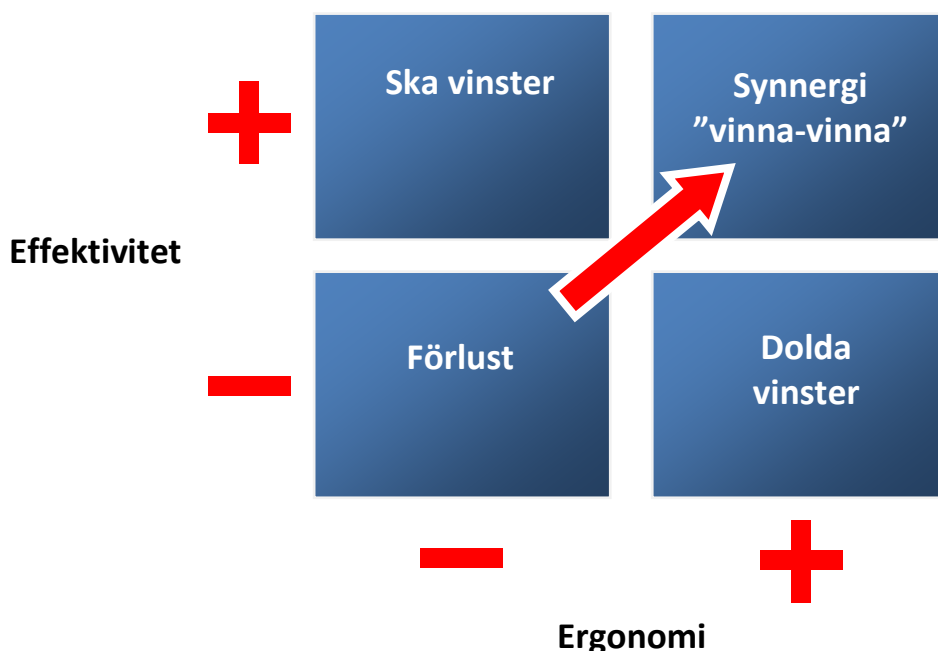 Ska vinster
Synnergi
”vinna-vinna”
Effektivitet
Förlust
Dolda
vinster
Ergonomi